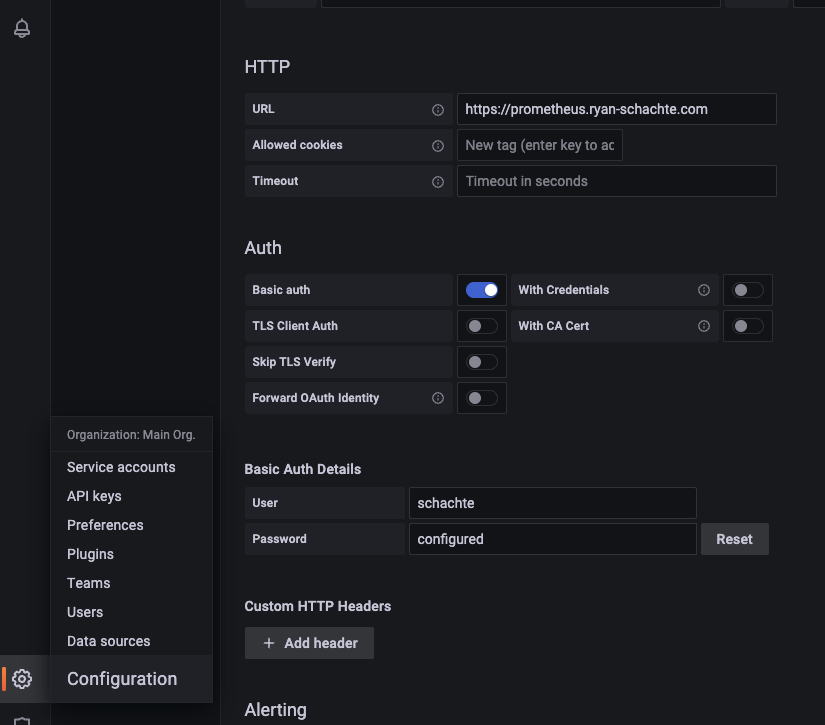 HTTP
URL
https://prometheus.ryan-schachte.com
Allowed cookies
New tag (enter key to ac
Timeout
Timeout in seconds
Auth
Basic auth
With Credentials
TLS Client Auth
With CA Cert
Skip TLS Verify
Forward OAuth Identity
Organization: Main Org.
Service accounts
API keys
Preferences
Plugins
Teams
Users
Data sources
Configuration
Basic Auth Details
User
schachte
Password
configured
Reset
Custom HTTP Headers
+ Add header
Alerting